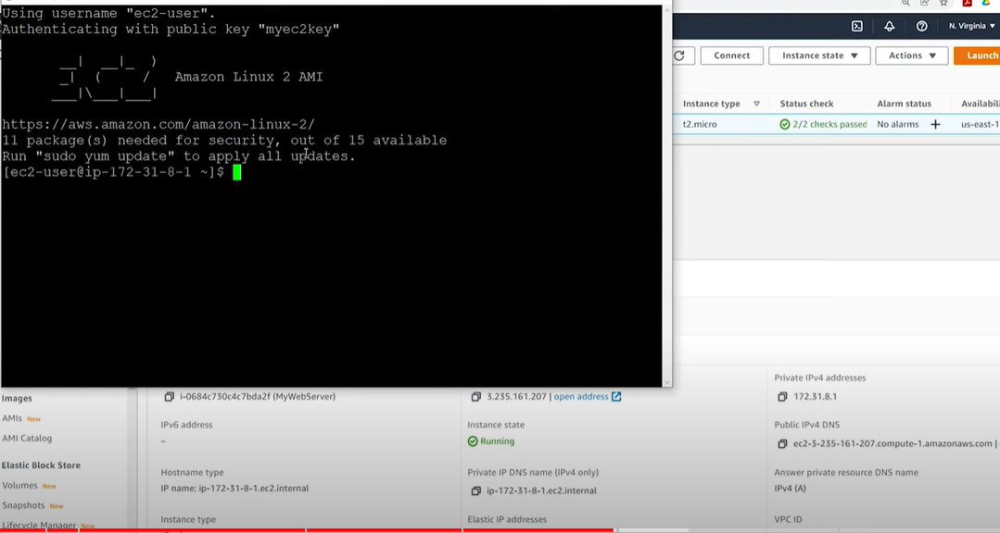 Using username "ec2-user".
Authenticating with public key "myec2key"
__|  __|_  )
_|  (     /   Amazon Linux 2 AMI
___|\___|___|
https://aws.amazon.com/amazon-linux-2/
11 package(s) needed for security, out of 15 available
Run "sudo yum update" to apply all updates.
[ec2-user@ip-172-31-8-1 ~]$
N. Virginia
Connect
Instance state
Actions
Launch
Instance type
Status check
Alarm status
t2.micro
2/2 checks passed
No alarms
us-east-1
Images
AMIs New
AMI Catalog
Elastic Block Store
Volumes New
Snapshots New
Lifecycle Manager New
i-0684c730c4c7bda2f (MyWebServer)
IPv6 address
–
Hostname type
IP name: ip-172-31-8-1.ec2.internal
Instance type
3.235.161.207 | open address
Instance state
Running
Private IP DNS name (IPv4 only)
ip-172-31-8-1.ec2.internal
Elastic IP addresses
Private IPv4 addresses
172.31.8.1
Public IPv4 DNS
ec2-3-235-161-207.compute-1.amazonaws.com |
Answer private resource DNS name
IPv4 (A)
VPC ID